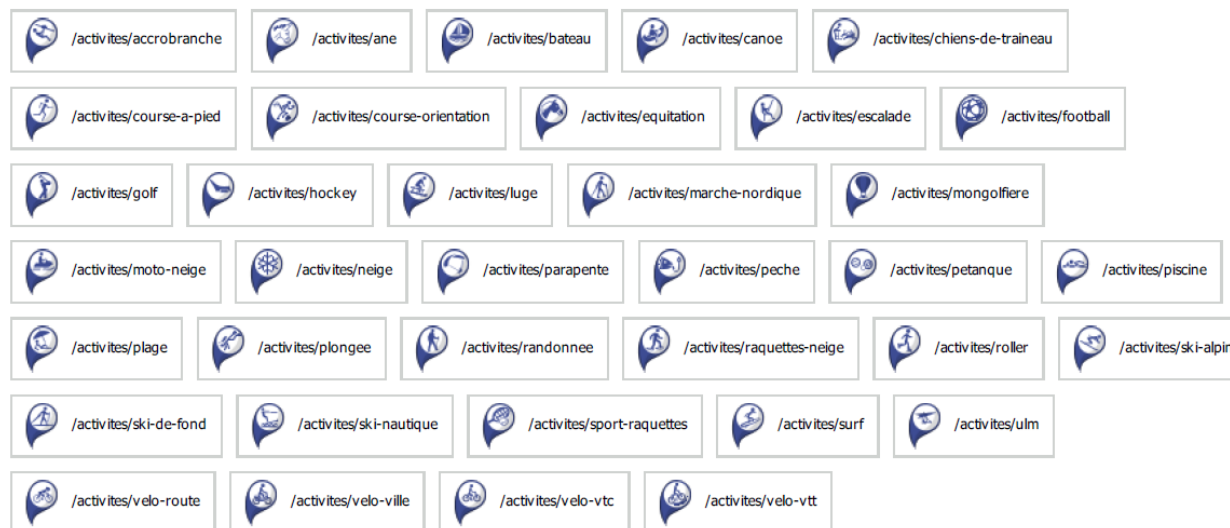 /activites/accrobranche /activites/ane /activites/bateau /activites/canoe /activites/chiens-de-traineau
/activites/course-a-pied /activites/course-orientation /activites/equitation /activites/escalade /activites/football
/activites/golf /activites/hockey /activites/luge /activites/marche-nordique /activites/mongolfiere
/activites/moto-neige /activites/neige /activites/parapente /activites/peche /activites/petanque /activites/piscine
/activites/plage /activites/plongee /activites/randonnee /activites/raquettes-neige /activites/roller /activites/ski-alpin
/activites/ski-de-fond /activites/ski-nautique /activites/sport-raquettes /activites/surf /activites/ulm
/activites/velo-route /activites/velo-ville /activites/velo-vtc /activites/velo-vtt